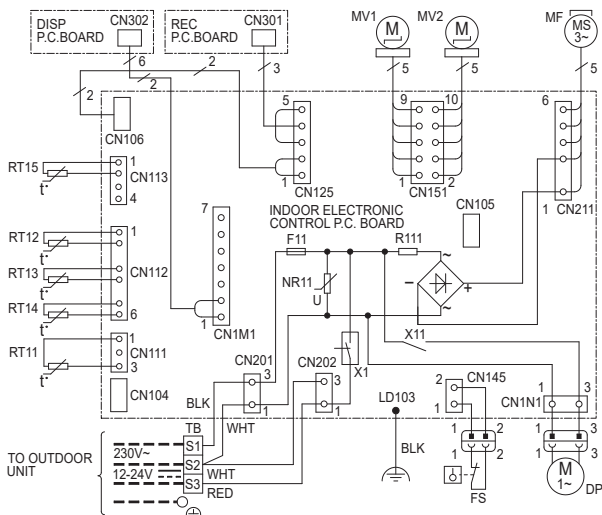 DISP
P.C.BOARD
CN302
REC
P.C.BOARD
CN301
MV1
M
MV2
M
MF
MS
3~
6
2
2
3
5
5
5
2
CN106
5
1
CN125
9
10
1
2
CN151
6
1
CN211
RT15
t°
1
4
CN113
INDOOR ELECTRONIC
CONTROL P.C. BOARD
CN105
7
1
CN1M1
F11
R111
~
−
+
~
NR11
U
RT12
t°
RT13
t°
RT14
t°
1
6
CN112
RT11
t°
1
3
CN111
CN104
X11
X1
CN201
3
1
CN202
3
1
LD103
CN145
2
1
CN1N1
1
3
BLK
WHT
TB
S1
S2
S3
WHT
RED
BLK
1
2
1
2
FS
1
3
1
3
M
1~
DP
TO OUTDOOR
UNIT
230V~
12-24V